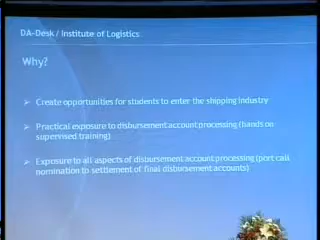 DA-Desk / Institute of Logistics
Why?
➢ Create opportunities for students to enter the shipping industry
➢ Practical exposure to disbursement account processing (hands on
supervised training)
➢ Exposure to all aspects of disbursement account processing (port call
nomination to settlement of final disbursement accounts)